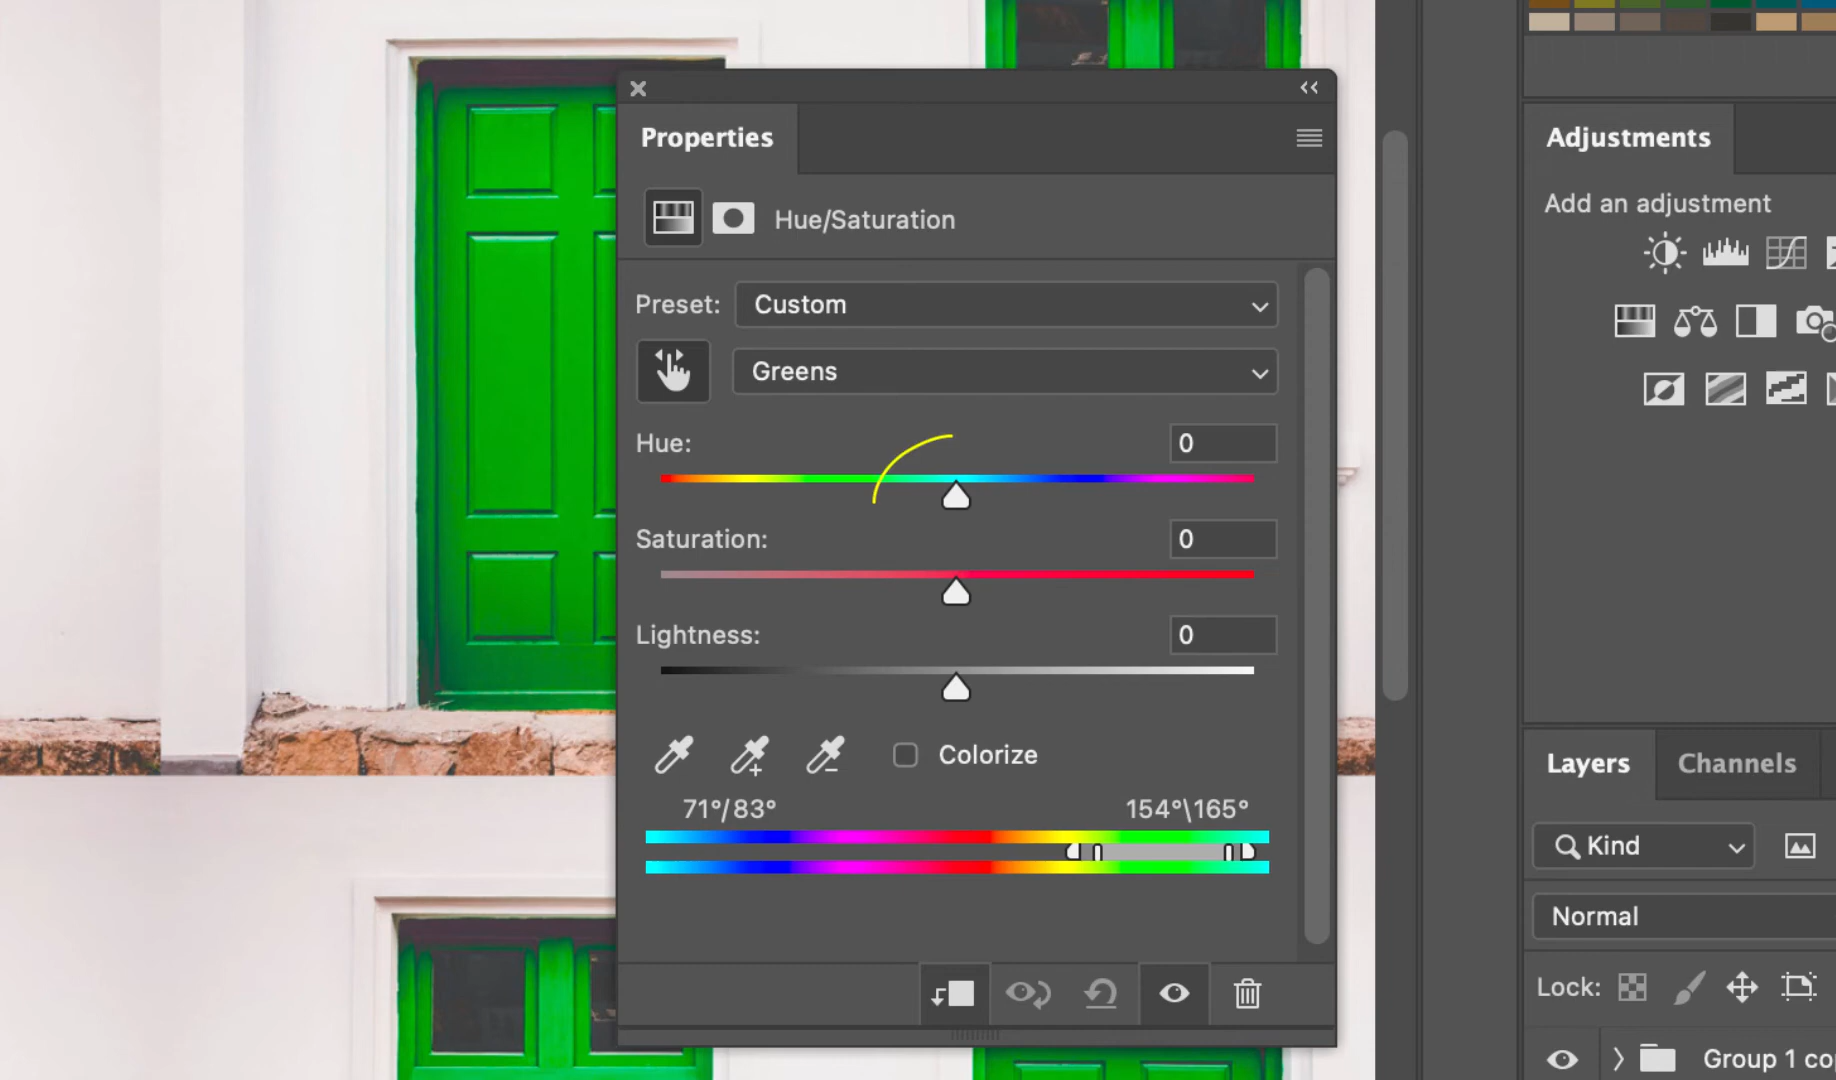 Properties
Hue/Saturation
Preset: Custom
Greens
Hue: 0
Saturation: 0
Lightness: 0
Colorize
71°/83° 154°\165°
Adjustments
Add an adjustment
Layers Channels
Kind
Normal
Lock:
Group 1 co